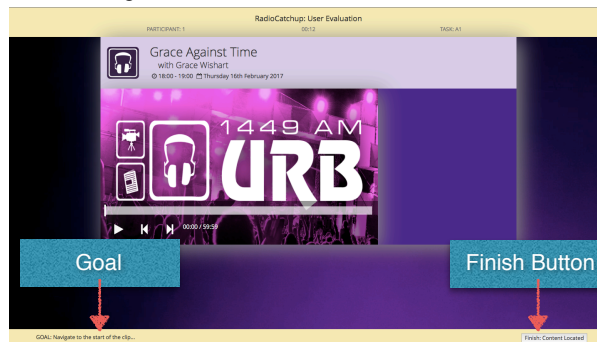 RadioCatchup: User Evaluation
PARTICIPANT: 1 00:12 TASK: A1
Grace Against Time
with Grace Wishart
18:00 - 19:00 Thursday 16th February 2017
1449 AM
URB
00:00 / 59:59
Goal Finish Button
GOAL: Navigate to the start of the clip... Finish: Content Located